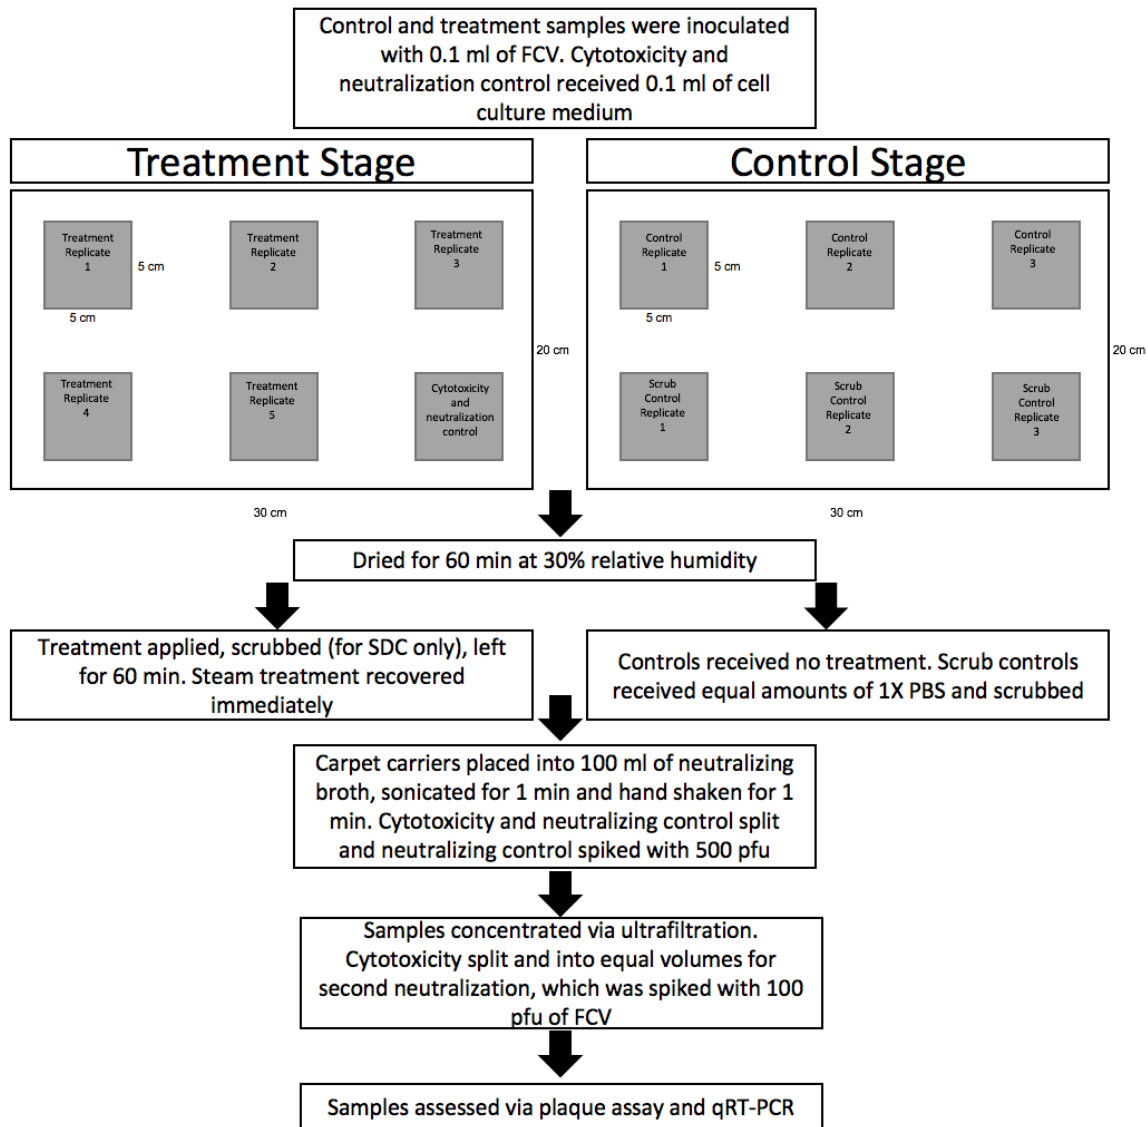 Control and treatment samples were inoculated
with 0.1 ml of FCV. Cytotoxicity and
neutralization control received 0.1 ml of cell
culture medium
Treatment Stage
Treatment
Replicate
1
5 cm
5 cm
Treatment
Replicate
2
Treatment
Replicate
3
Treatment
Replicate
4
Treatment
Replicate
5
Cytotoxicity
and
neutralization
control
20 cm
30 cm
Control Stage
Control
Replicate
1
5 cm
5 cm
Control
Replicate
2
Control
Replicate
3
Scrub
Control
Replicate
1
Scrub
Control
Replicate
2
Scrub
Control
Replicate
3
20 cm
30 cm
Dried for 60 min at 30% relative humidity
Treatment applied, scrubbed (for SDC only), left
for 60 min. Steam treatment recovered
immediately
Controls received no treatment. Scrub controls
received equal amounts of 1X PBS and scrubbed
Carpet carriers placed into 100 ml of neutralizing
broth, sonicated for 1 min and hand shaken for 1
min. Cytotoxicity and neutralizing control split
and neutralizing control spiked with 500 pfu
Samples concentrated via ultrafiltration.
Cytotoxicity split and into equal volumes for
second neutralization, which was spiked with 100
pfu of FCV
Samples assessed via plaque assay and qRT-PCR